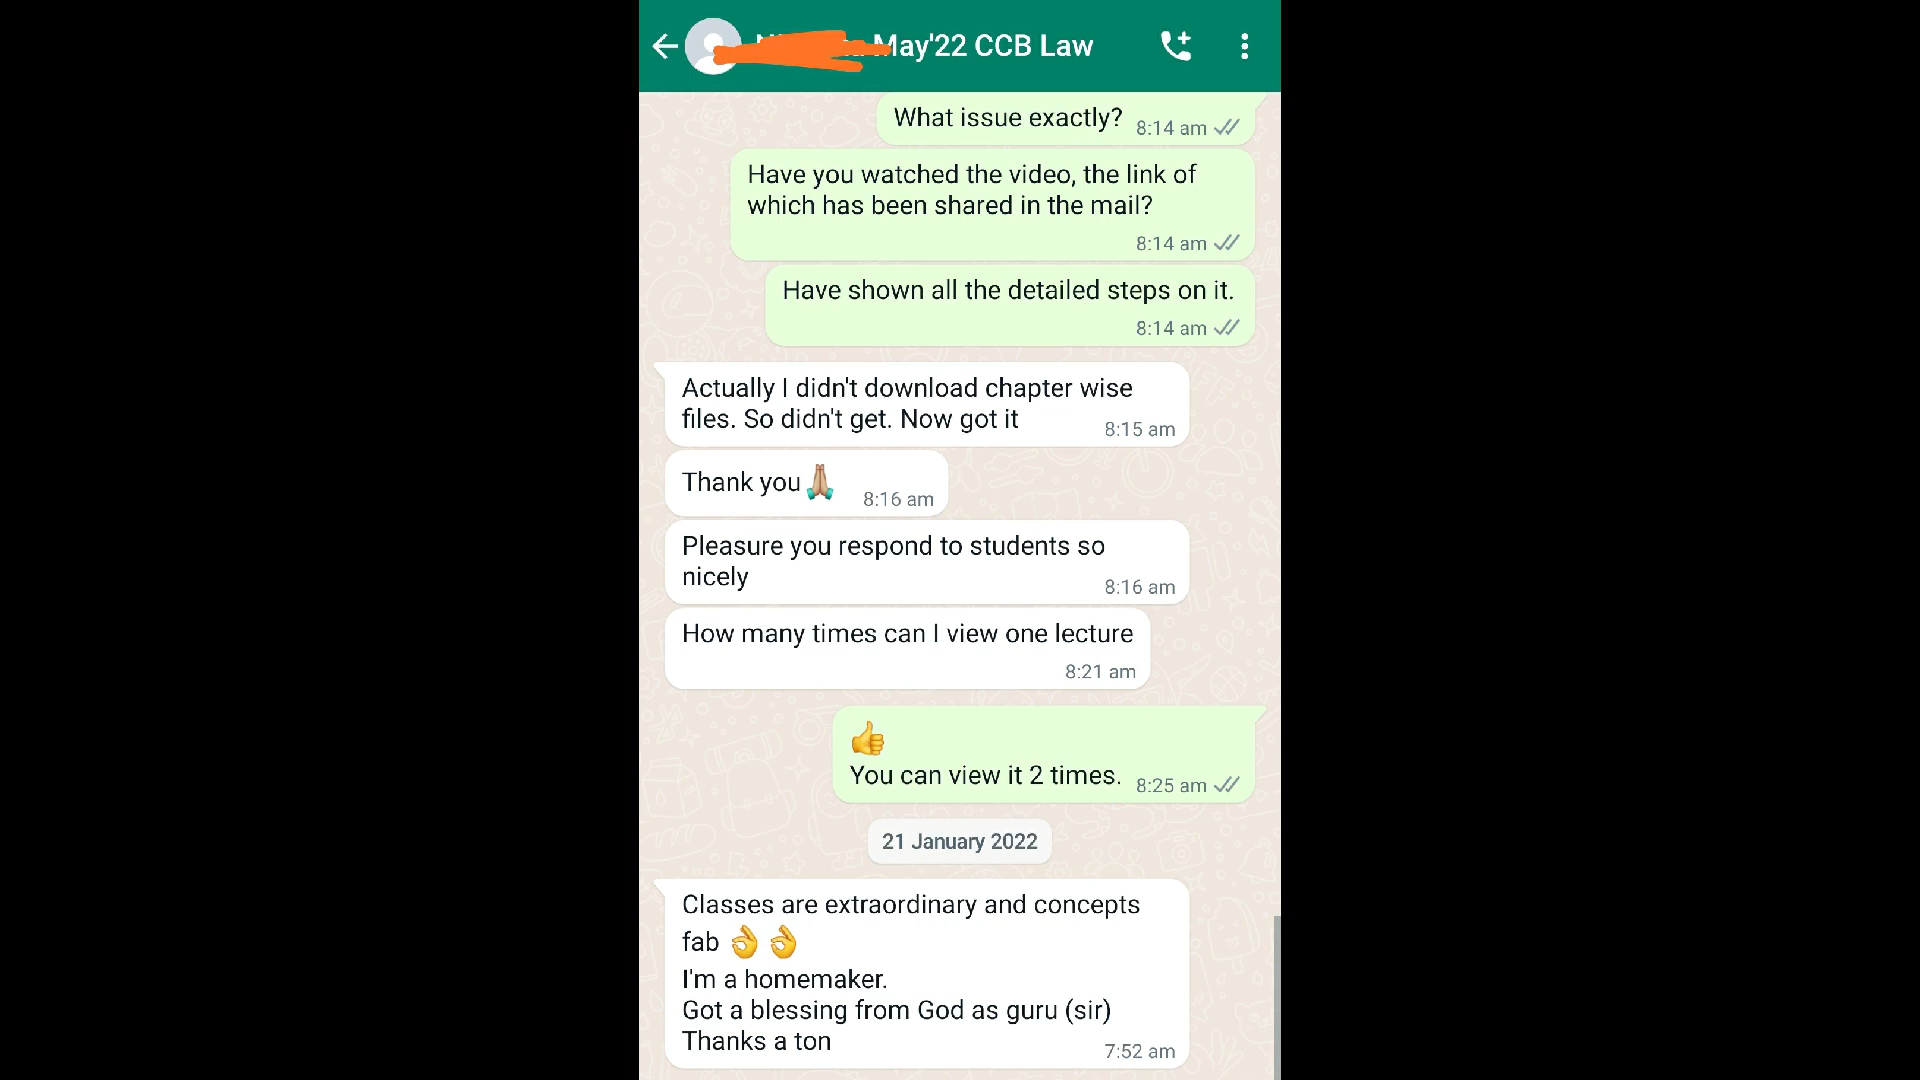 May'22 CCB Law
What issue exactly?
8:14 am
Have you watched the video, the link of
which has been shared in the mail?
8:14 am
Have shown all the detailed steps on it.
8:14 am
Actually I didn't download chapter wise
files. So didn't get. Now got it
8:15 am
Thank you🙏🏼
8:16 am
Pleasure you respond to students so
nicely
8:16 am
How many times can I view one lecture
8:21 am
👍
You can view it 2 times.
8:25 am
21 January 2022
Classes are extraordinary and concepts
fab 👌 👌
I'm a homemaker.
Got a blessing from God as guru (sir)
Thanks a ton
7:52 am